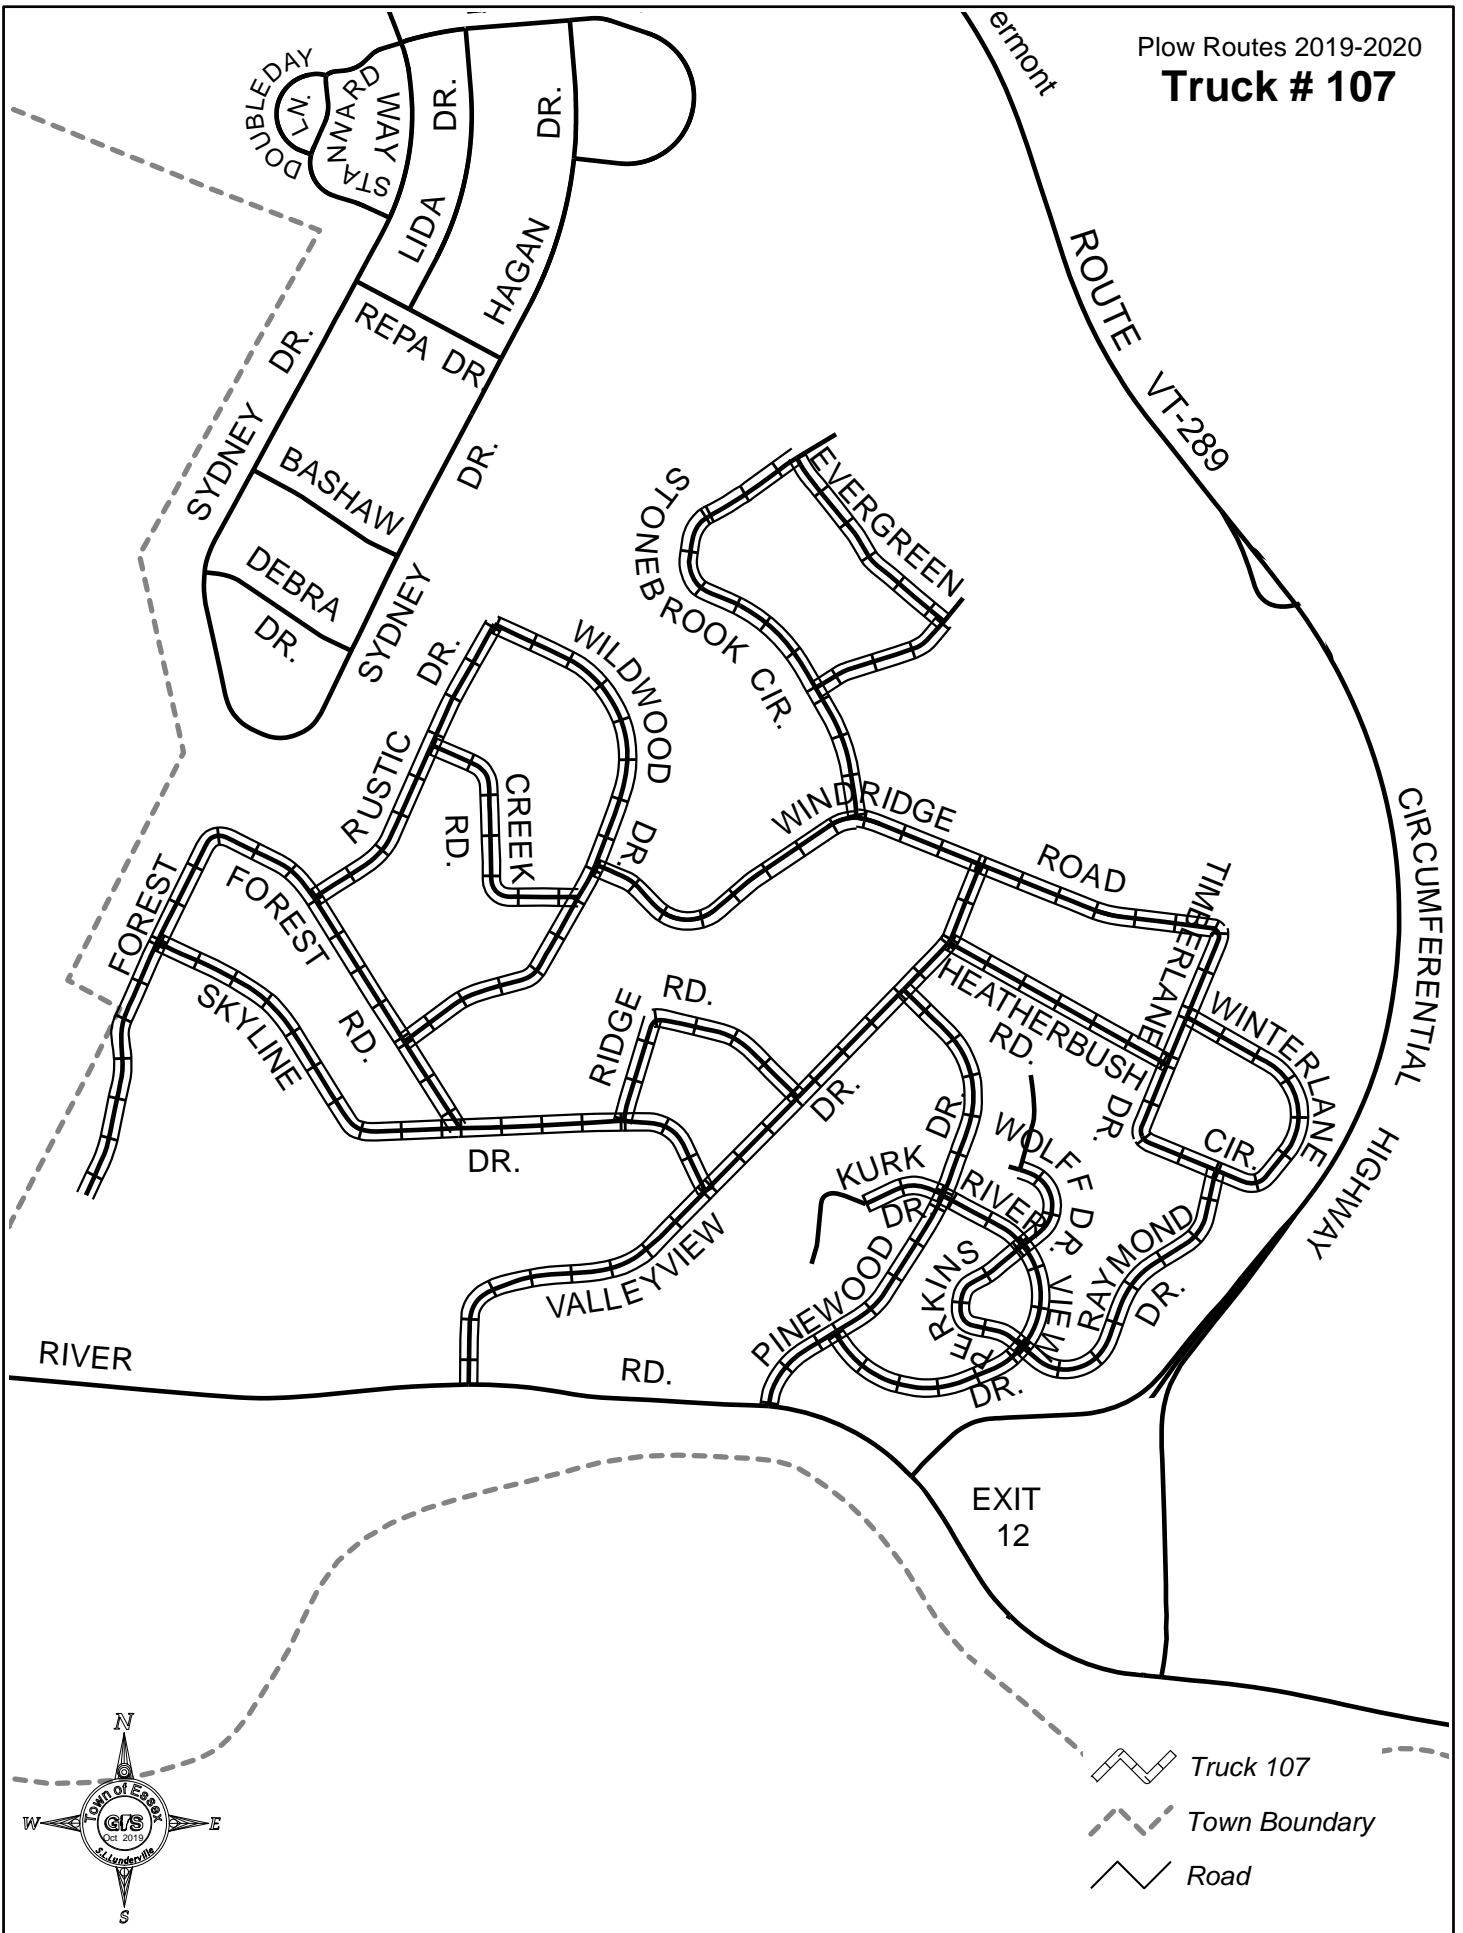 ermont
Plow Routes 2019-2020
Truck # 107
DOUBLEDAY
LN.
STANNARD
WAY
LIDA DR.
HAGAN DR.
REPA DR.
SYDNEY DR.
BASHAW
DEBRA
DR.
SYDNEY DR.
ROUTE VT-289
STONEBROOK CIR.
EVERGREEN
WILDWOOD DR.
RUSTIC DR.
CREEK
RD.
FOREST
FOREST RD.
SKYLINE DR.
WINDRIDGE ROAD
TIMBERLANE
HEATHERBUSH
RD.
DR.
WINTERLANE
CIR.
CIRCUMFERENTIAL HIGHWAY
RIDGE RD.
VALLEYVIEW DR.
KURK
DR.
PINEWOOD DR.
WOLFF DR.
RIVER VIEW
DR.
PERKINS
RAYMOND
DR.
RIVER RD.
EXIT
12
N
W
E
S
Town of Essex
GIS
Oct 2019
S.L.Lunderville
Truck 107
Town Boundary
Road